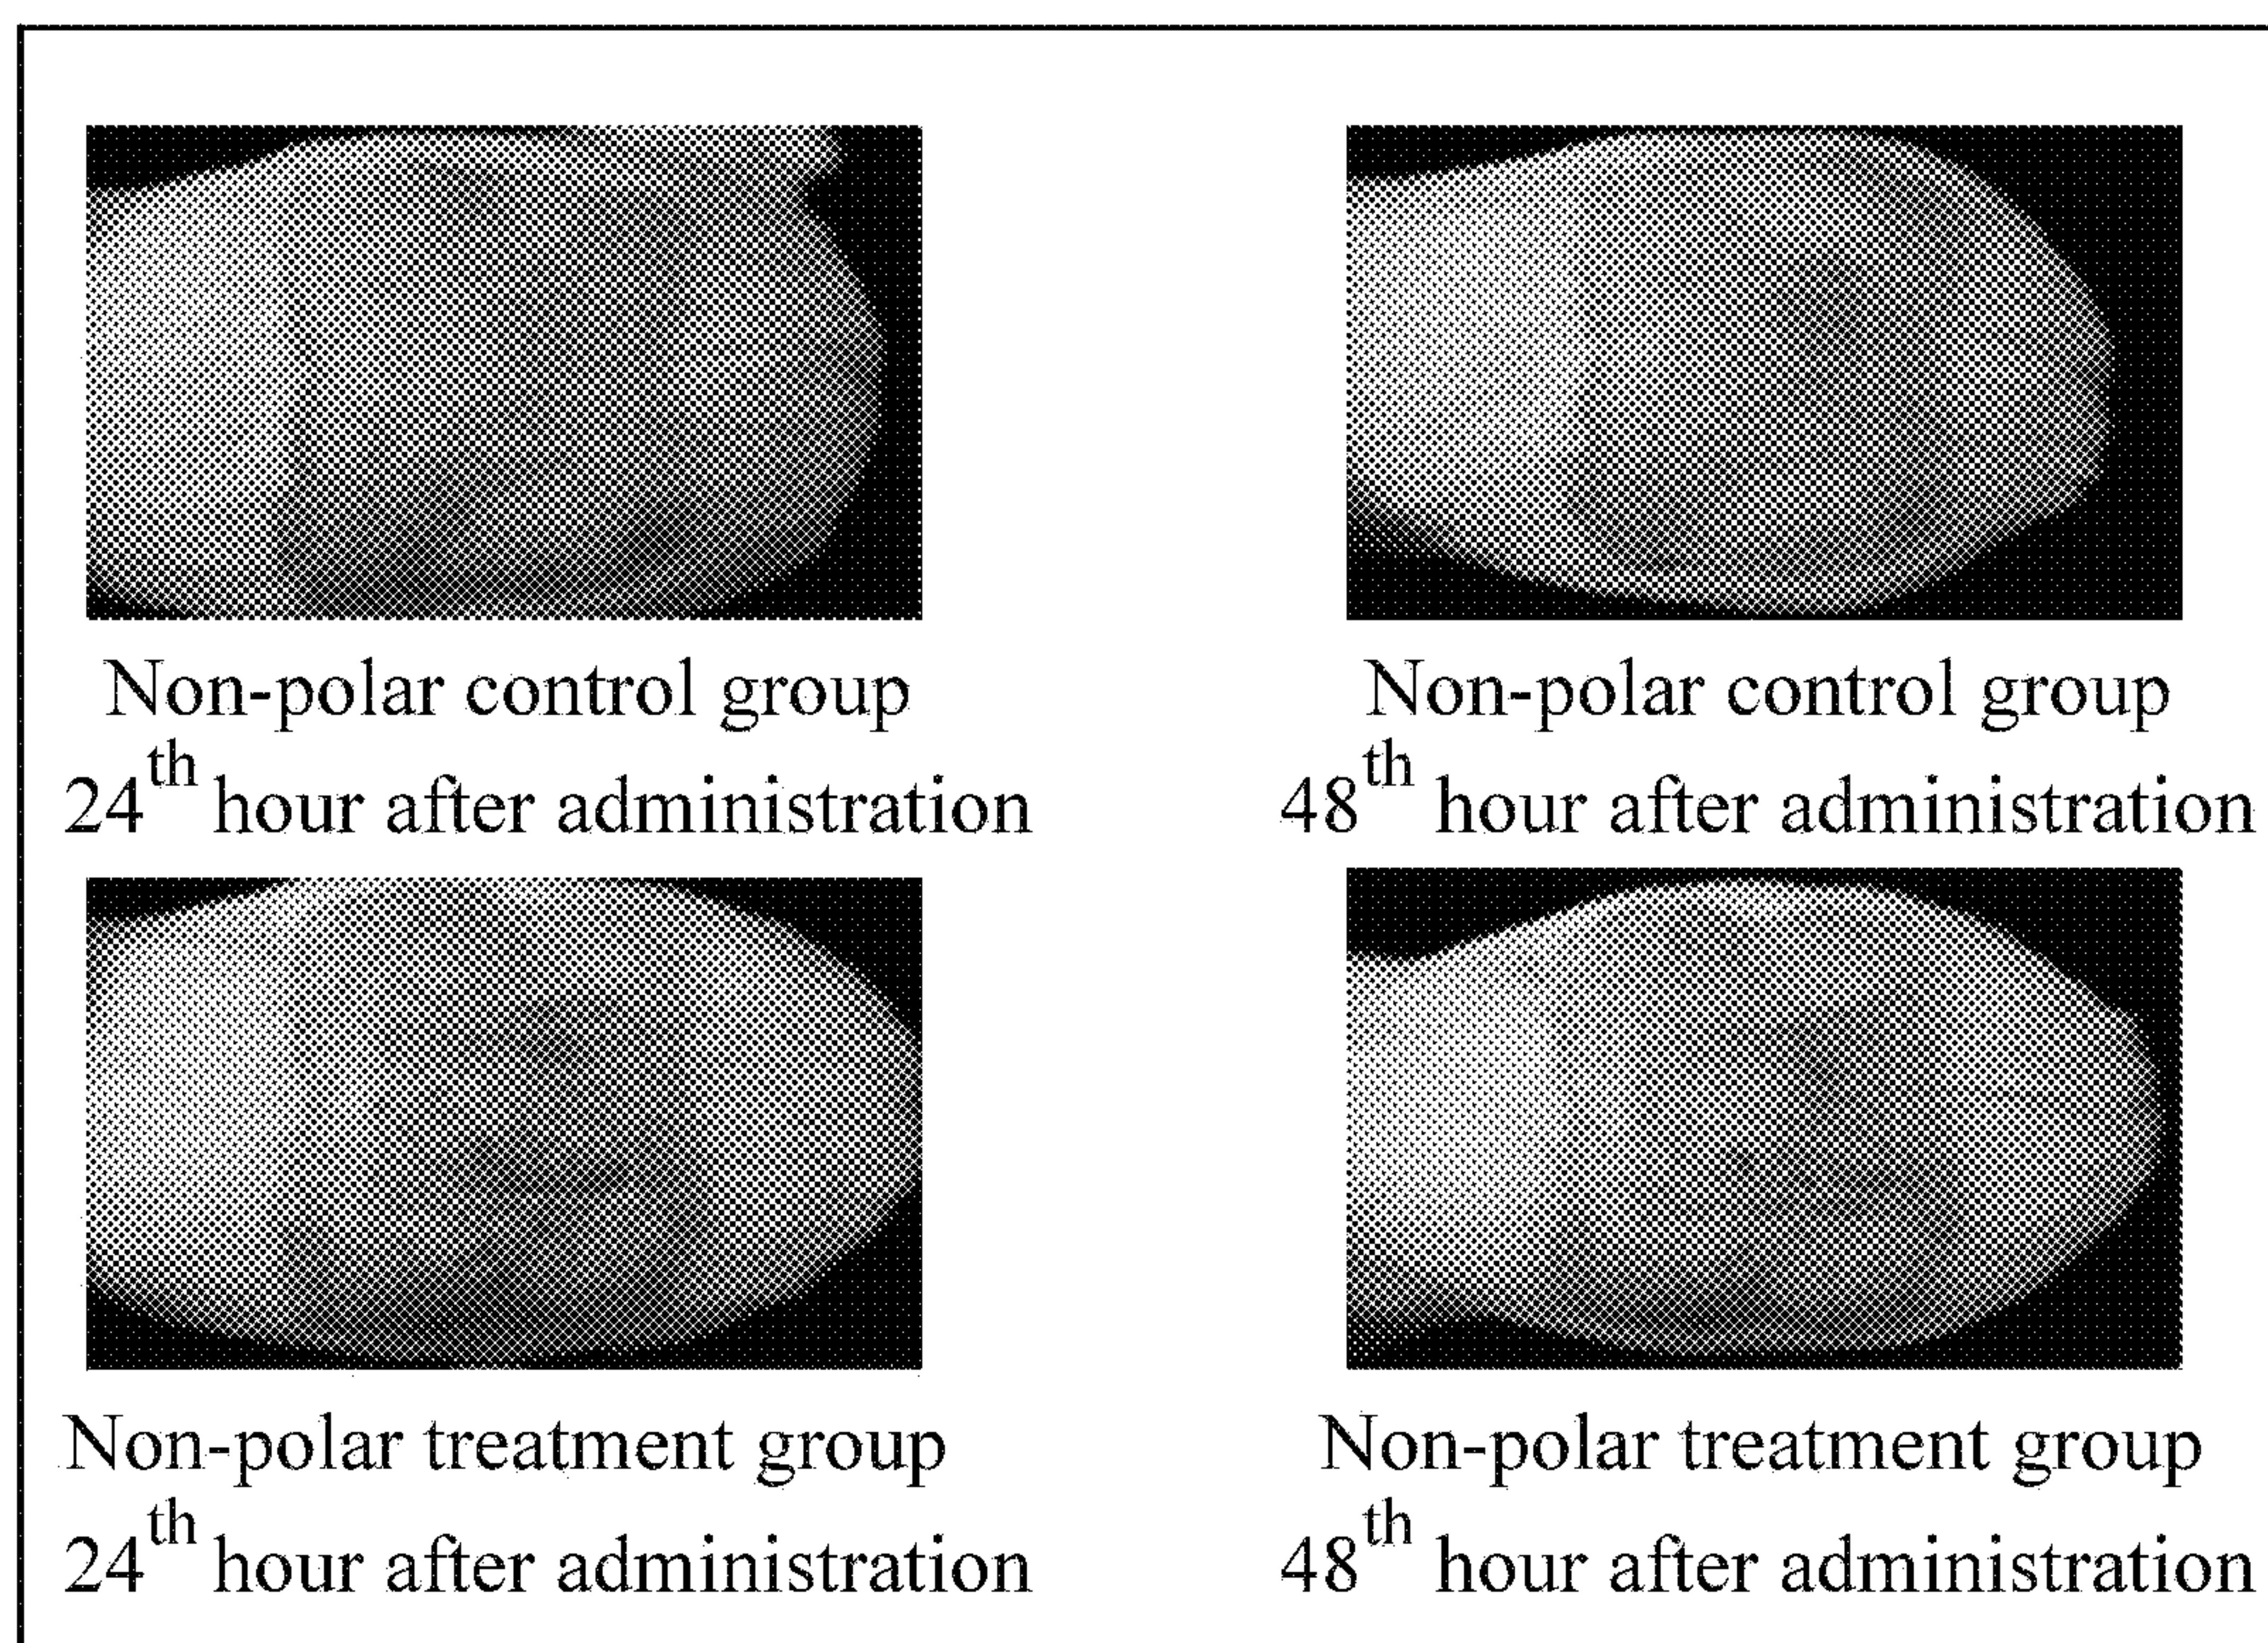 Non-polar control group
24th hour after administration
Non-polar control group
48th hour after administration
Non-polar treatment group
24th hour after administration
Non-polar treatment group
48th hour after administration